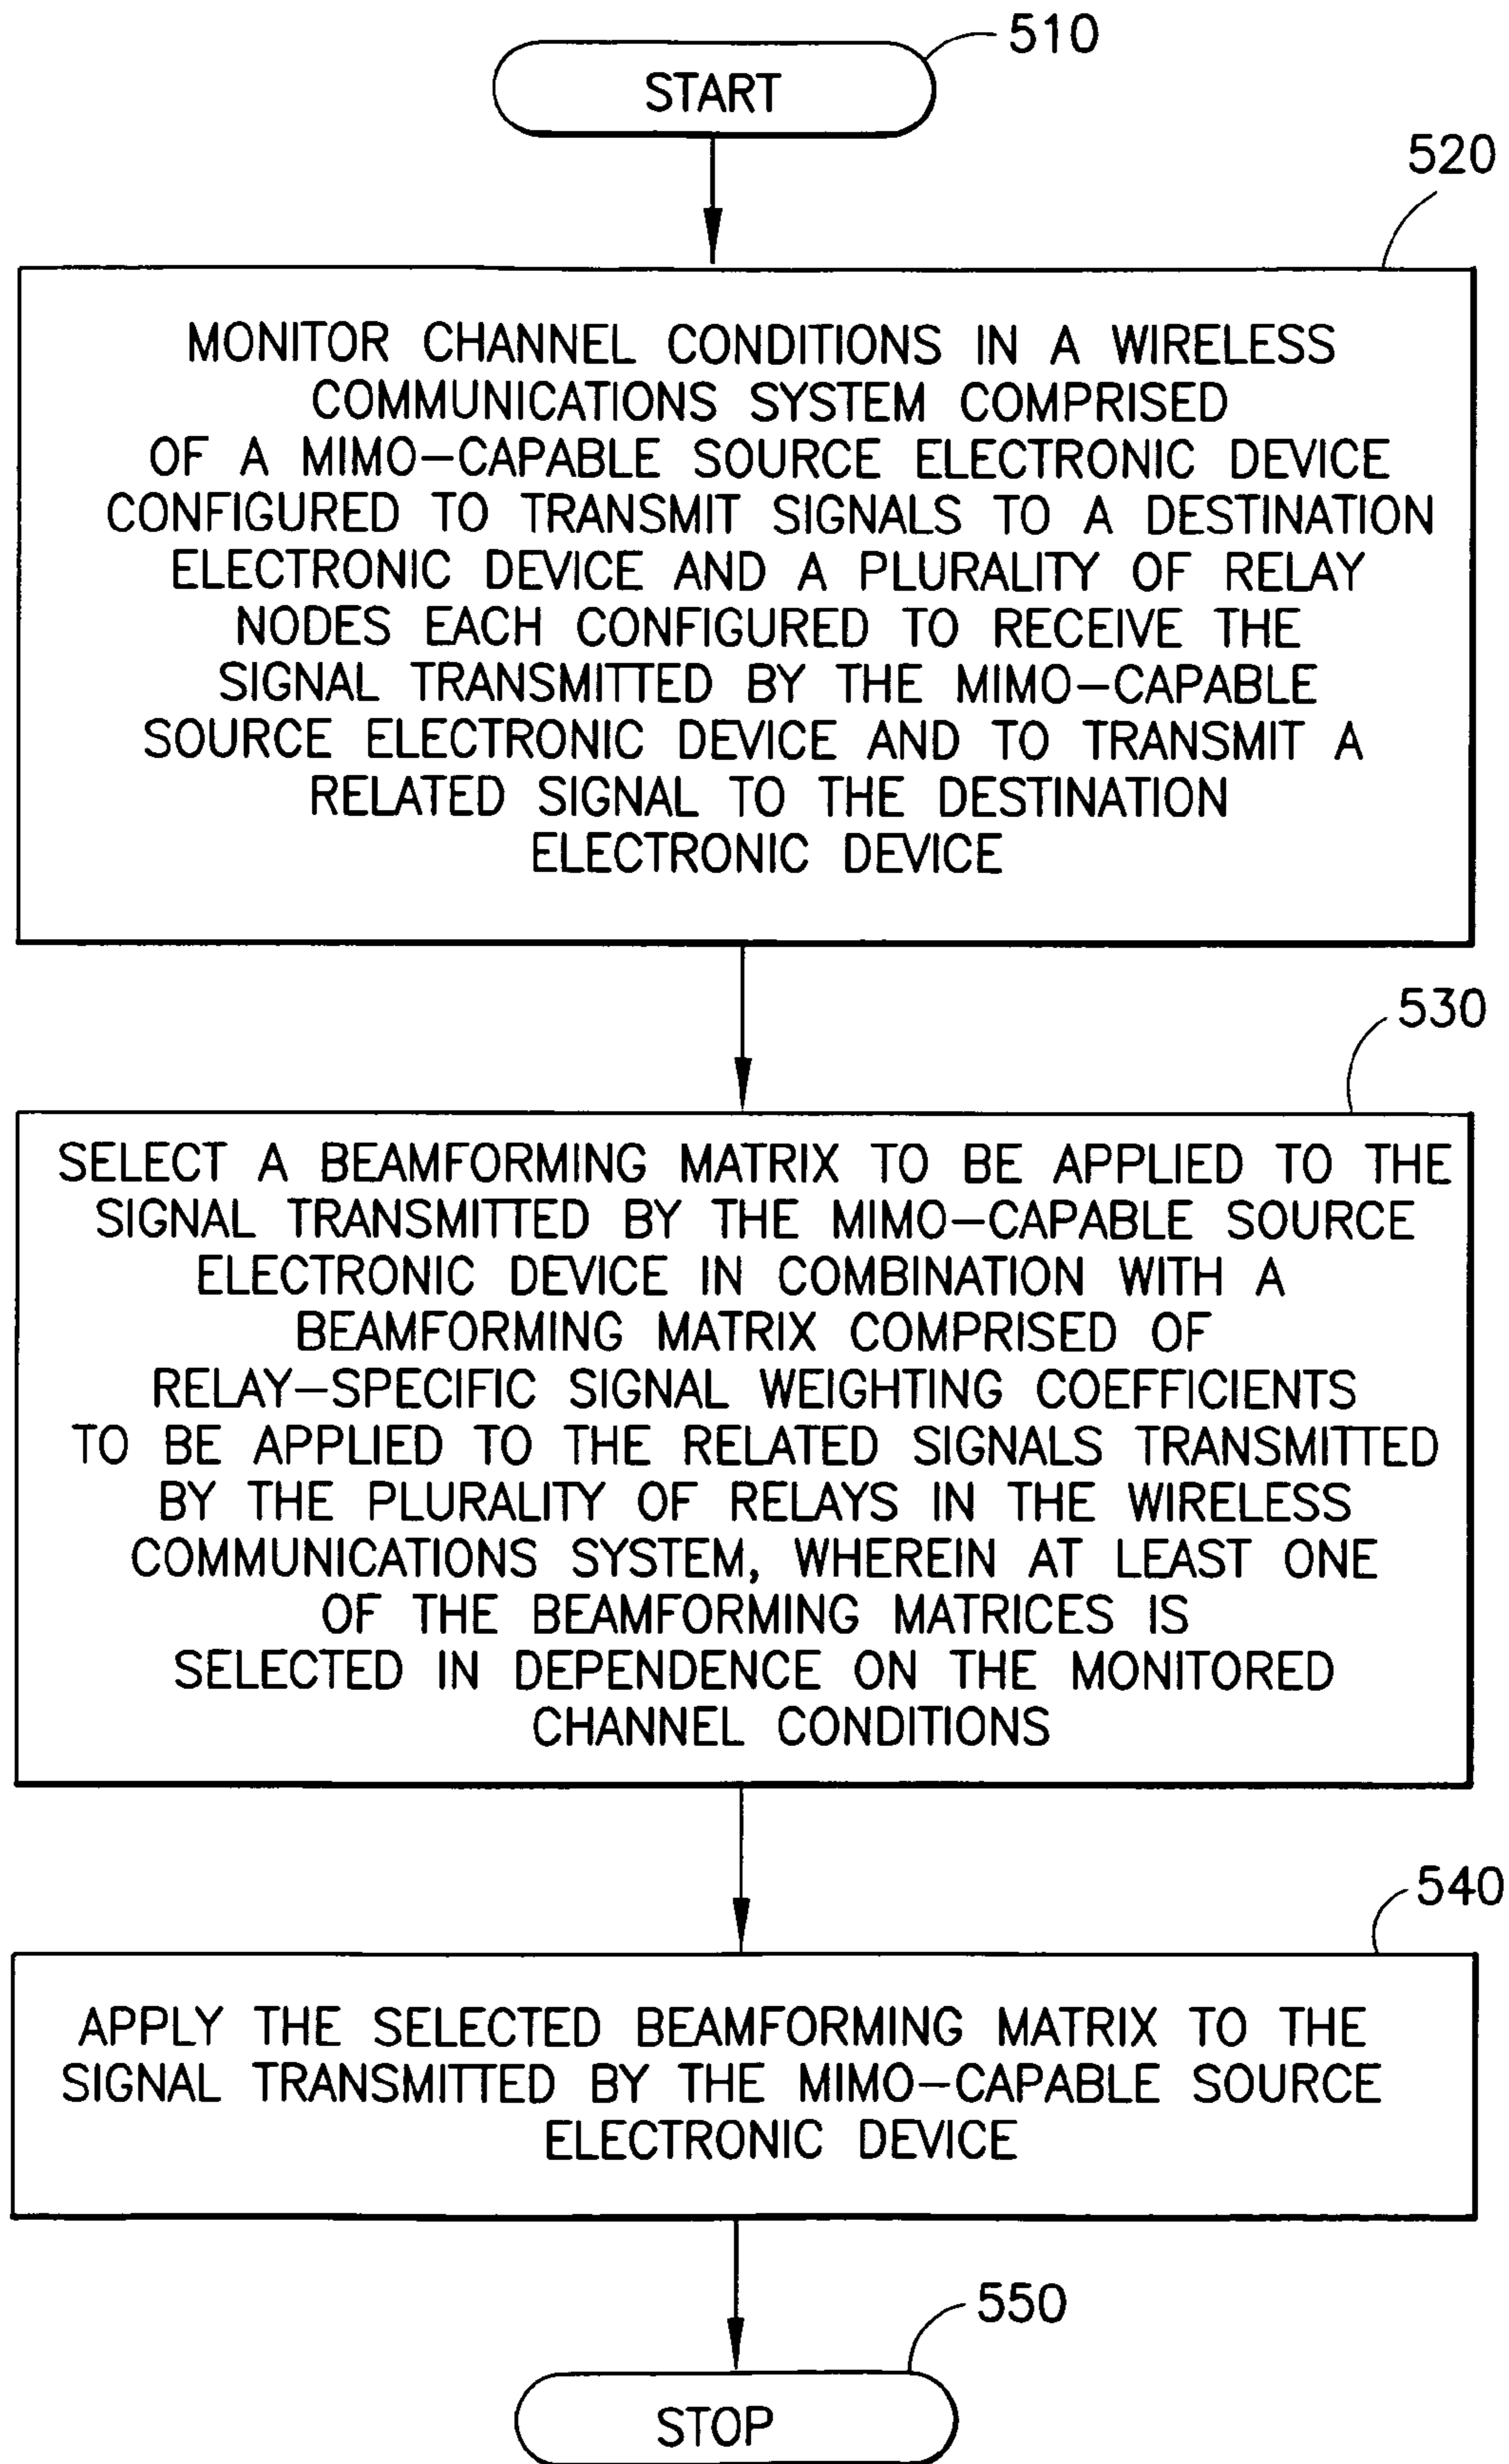 510
START
520
MONITOR CHANNEL CONDITIONS IN A WIRELESS
COMMUNICATIONS SYSTEM COMPRISED
OF A MIMO-CAPABLE SOURCE ELECTRONIC DEVICE
CONFIGURED TO TRANSMIT SIGNALS TO A DESTINATION
ELECTRONIC DEVICE AND A PLURALITY OF RELAY
NODES EACH CONFIGURED TO RECEIVE THE
SIGNAL TRANSMITTED BY THE MIMO-CAPABLE
SOURCE ELECTRONIC DEVICE AND TO TRANSMIT A
RELATED SIGNAL TO THE DESTINATION
ELECTRONIC DEVICE
530
SELECT A BEAMFORMING MATRIX TO BE APPLIED TO THE
SIGNAL TRANSMITTED BY THE MIMO-CAPABLE SOURCE
ELECTRONIC DEVICE IN COMBINATION WITH A
BEAMFORMING MATRIX COMPRISED OF
RELAY-SPECIFIC SIGNAL WEIGHTING COEFFICIENTS
TO BE APPLIED TO THE RELATED SIGNALS TRANSMITTED
BY THE PLURALITY OF RELAYS IN THE WIRELESS
COMMUNICATIONS SYSTEM, WHEREIN AT LEAST ONE
OF THE BEAMFORMING MATRICES IS
SELECTED IN DEPENDENCE ON THE MONITORED
CHANNEL CONDITIONS
540
APPLY THE SELECTED BEAMFORMING MATRIX TO THE
SIGNAL TRANSMITTED BY THE MIMO-CAPABLE SOURCE
ELECTRONIC DEVICE
550
STOP